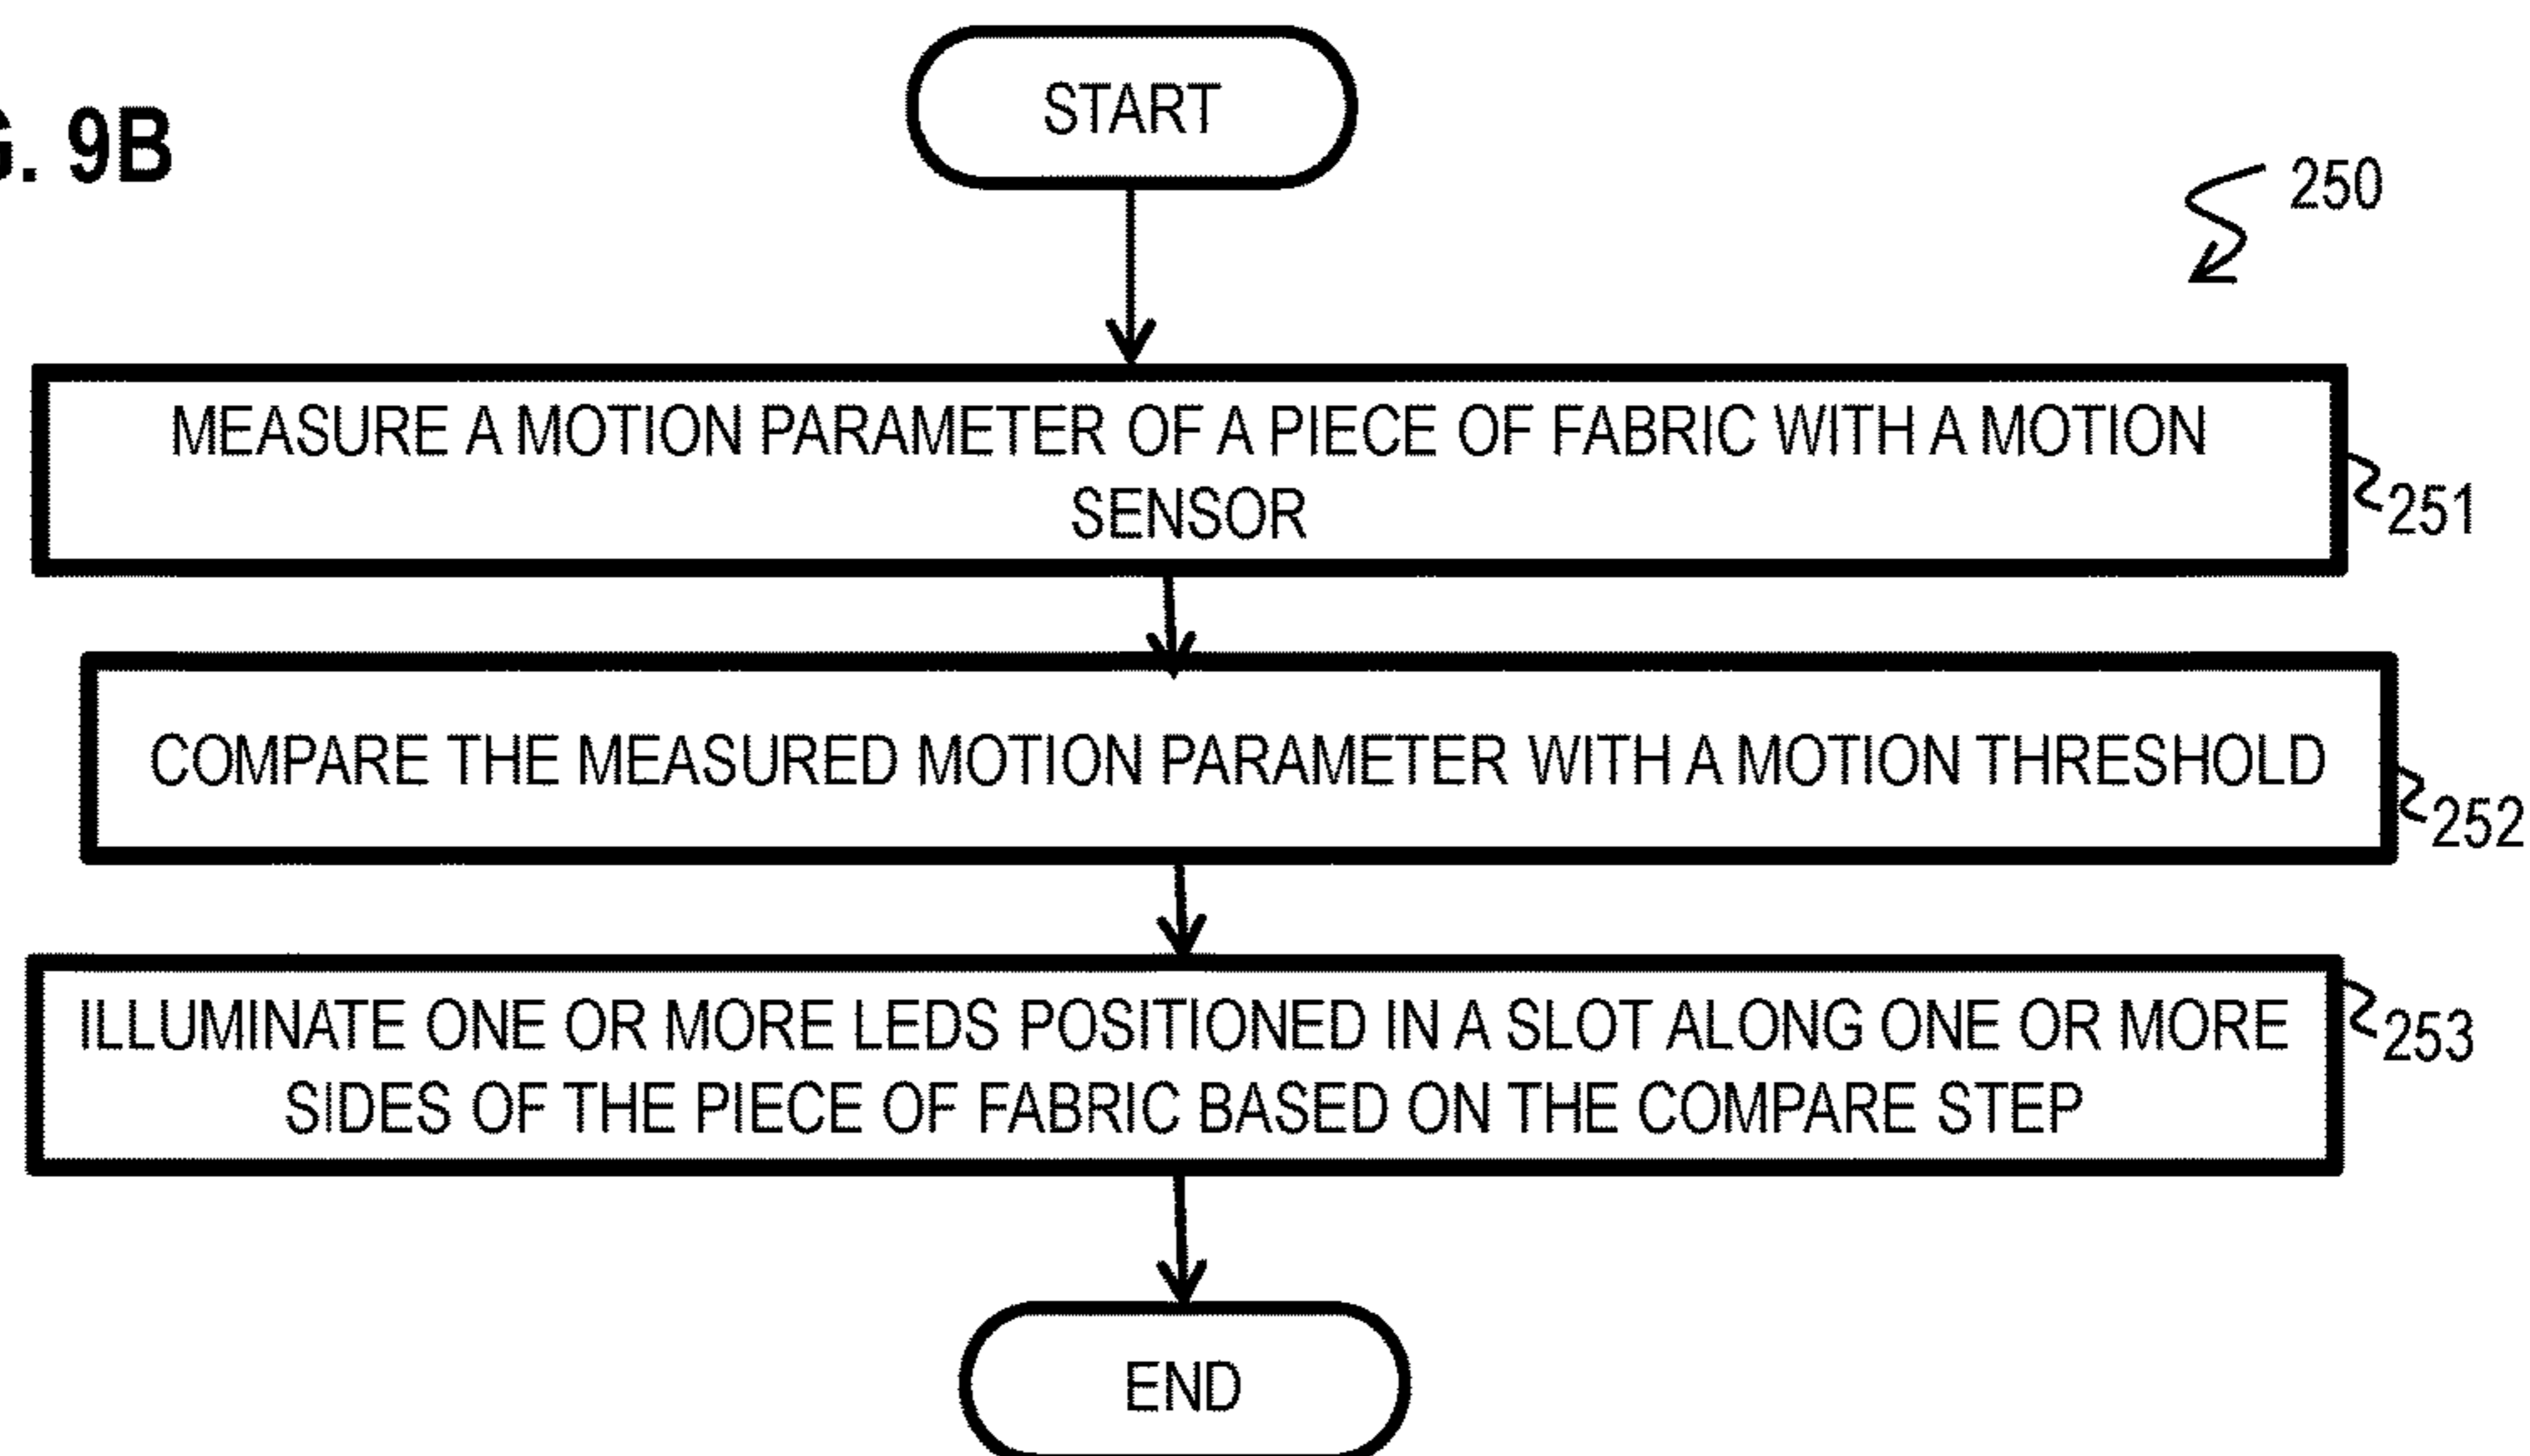 START
G. 9B
250
MEASURE A MOTION PARAMETER OF A PIECE OF FABRIC WITH A MOTION
SENSOR
251
COMPARE THE MEASURED MOTION PARAMETER WITH A MOTION THRESHOLD
252
ILLUMINATE ONE OR MORE LEDS POSITIONED IN A SLOT ALONG ONE OR MORE
SIDES OF THE PIECE OF FABRIC BASED ON THE COMPARE STEP
253
END